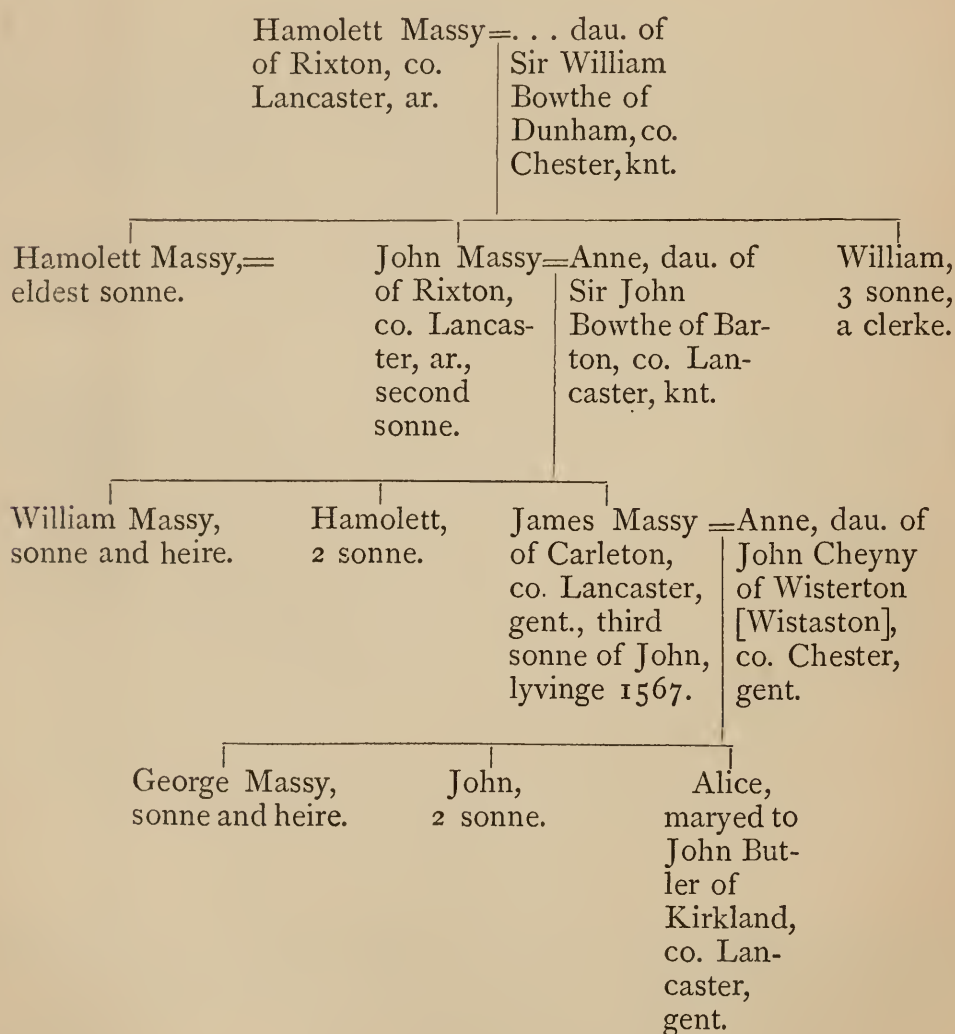 Hamolett Massy=. . . dau. of
of Rixton, co.
Lancaster, ar.
Sir William
Bowthe of
Dunham, co.
Chester, knt.
Hamolett Massy,=
eldest sonne.
John Massy=
of Rixton,
co. Lancas-
ter, ar.,
second
sonne.
Anne, dau. of
Sir John
Bowthe of Bar-
ton, co. Lan-
caster, knt.
William,
3 sonne,
a clerke.
William Massy,
sonne and heire.
Hamolett,
2 sonne.
James Massy =
of Carleton,
co. Lancaster,
gent., third
sonne of John,
lyvinge 1567.
Anne, dau. of
John Cheyny
of Wisterton
[Wistaston],
co. Chester,
gent.
George Massy,
sonne and heire.
John,
2 sonne.
Alice,
maryed to
John But-
ler of
Kirkland,
co. Lan-
caster,
gent.